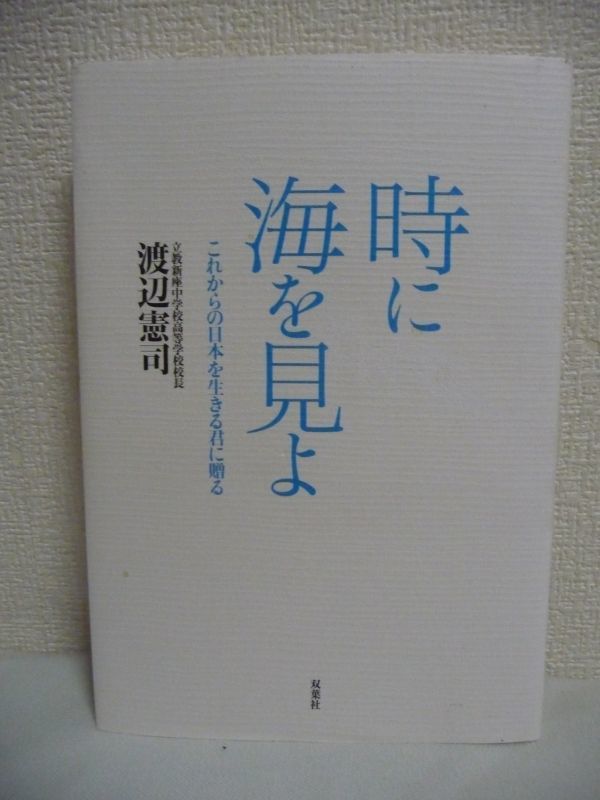 時に
海を見よ
これからの日本を生きる君に贈る
立教新座中学校高等学校校長
渡辺憲司
双葉社